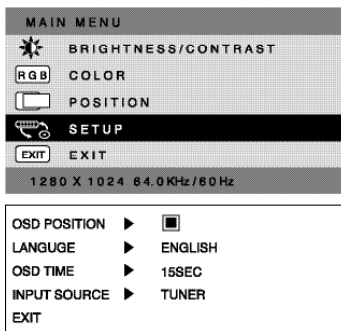 MAIN MENU
BRIGHTNESS/CONTRAST
RGB COLOR
POSITION
SETUP
EXIT EXIT
1280 X 1024 64.0KHz/60Hz
OSD POSITION ▶
LANGUGE ▶ ENGLISH
OSD TIME ▶ 15SEC
INPUT SOURCE ▶ TUNER
EXIT